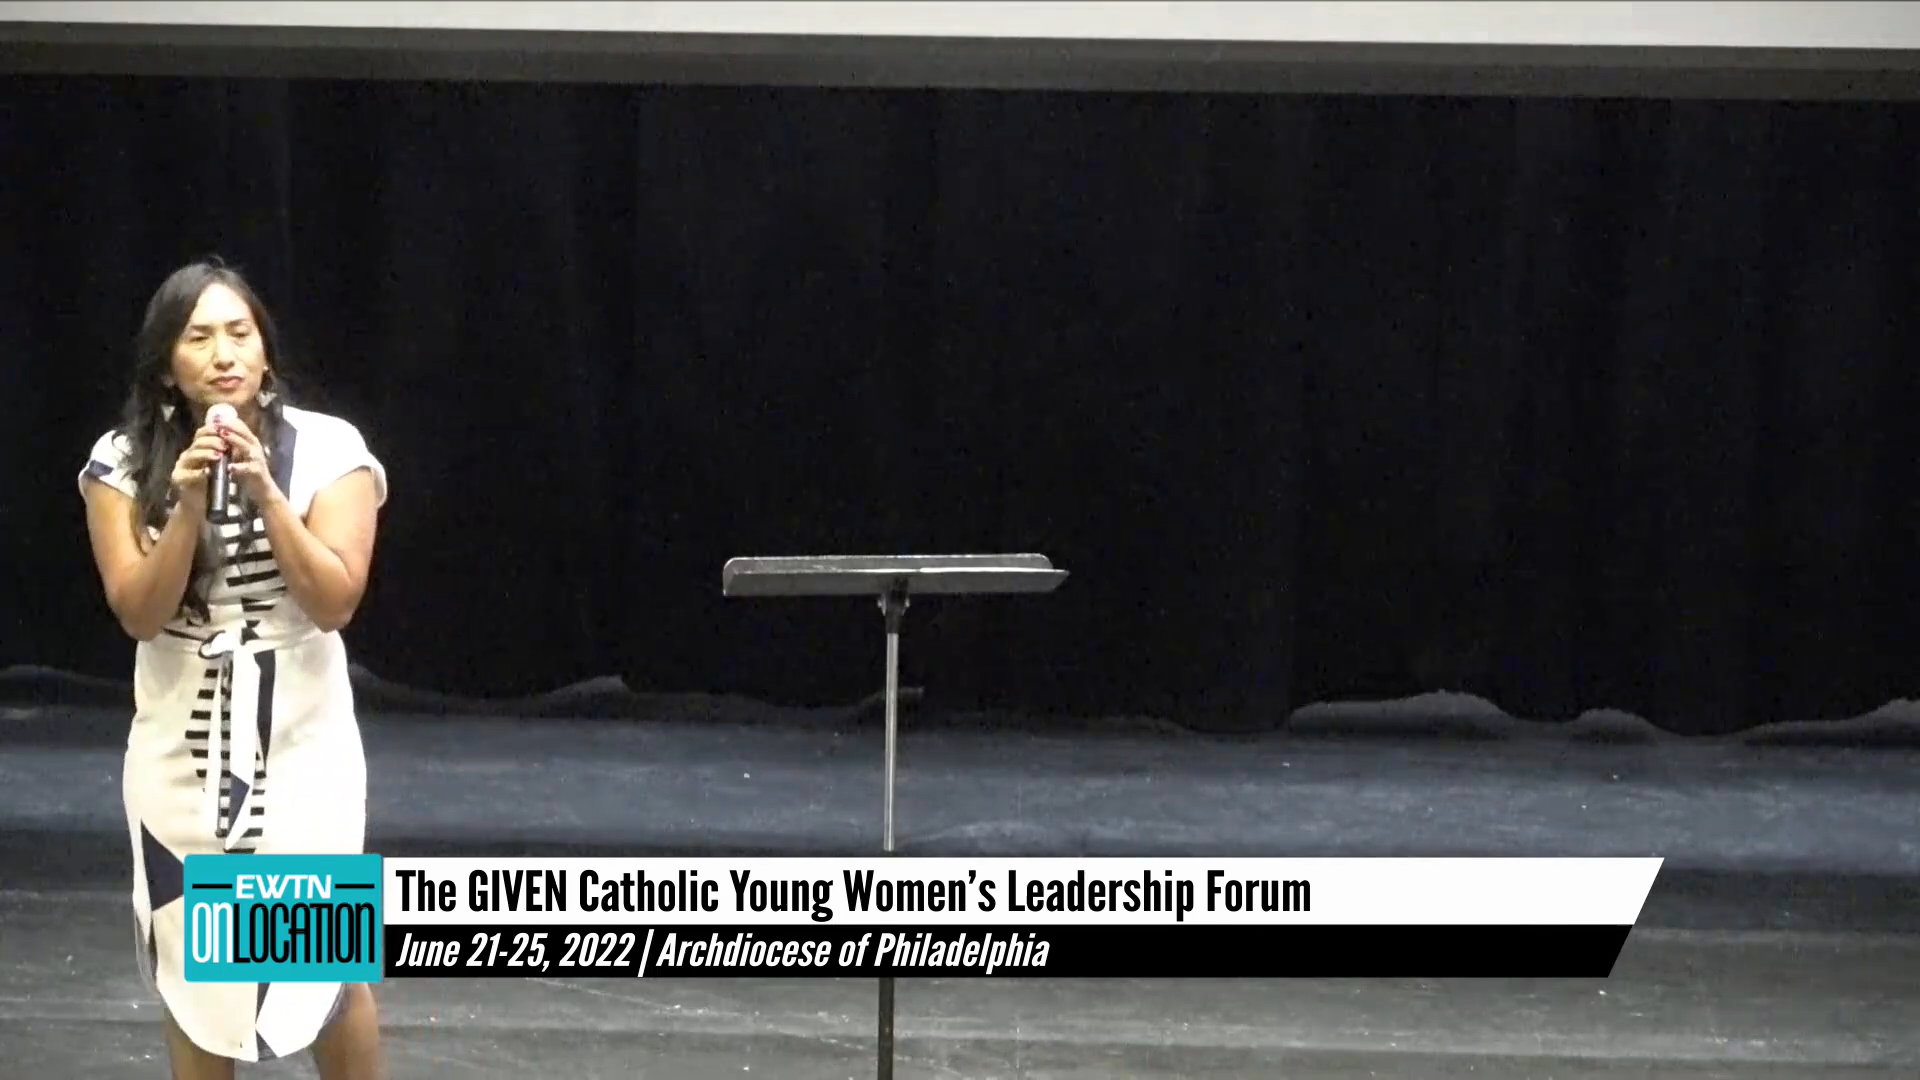 EWTN
ON LOCATION
The GIVEN Catholic Young Women's Leadership Forum
June 21-25, 2022 | Archdiocese of Philadelphia